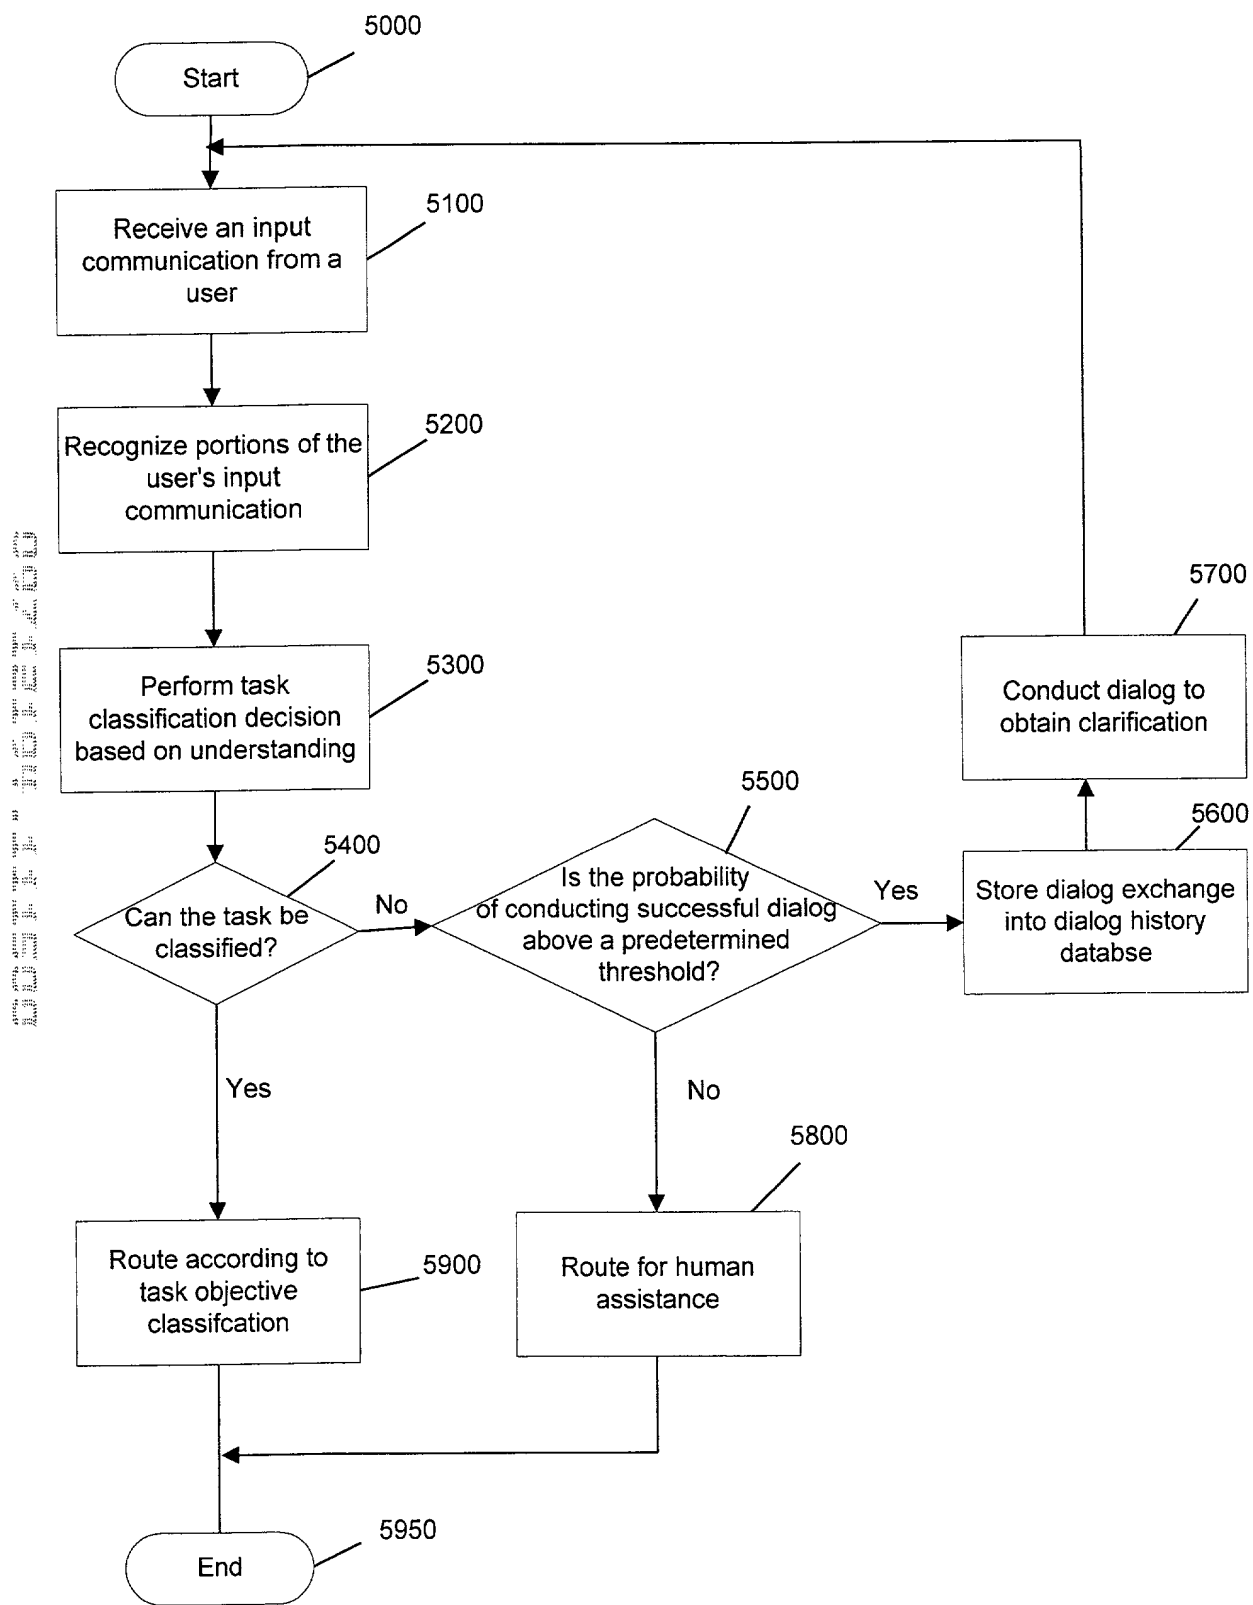 5000
Start
5100
Receive an input
communication from a
user
5200
Recognize portions of the
user's input
communication
5300
Perform task
classification decision
based on understanding
5400
Can the task be
classified?
No
Yes
5500
Is the probability
of conducting successful dialog
above a predetermined
threshold?
Yes
No
5600
Store dialog exchange
into dialog history
databse
5700
Conduct dialog to
obtain clarification
5800
Route for human
assistance
5900
Route according to
task objective
classifcation
5950
End